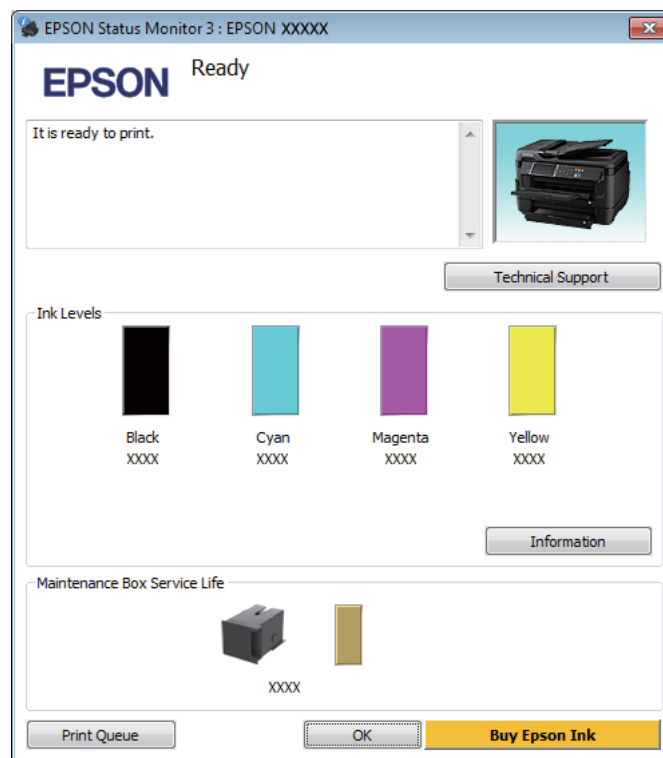 EPSON Status Monitor 3 : EPSON XXXXX
EPSON
Ready
It is ready to print.
Technical Support
Ink Levels
Black Cyan Magenta Yellow
XXXX XXXX XXXX XXXX
Information
Maintenance Box Service Life
XXXX
Print Queue OK Buy Epson Ink